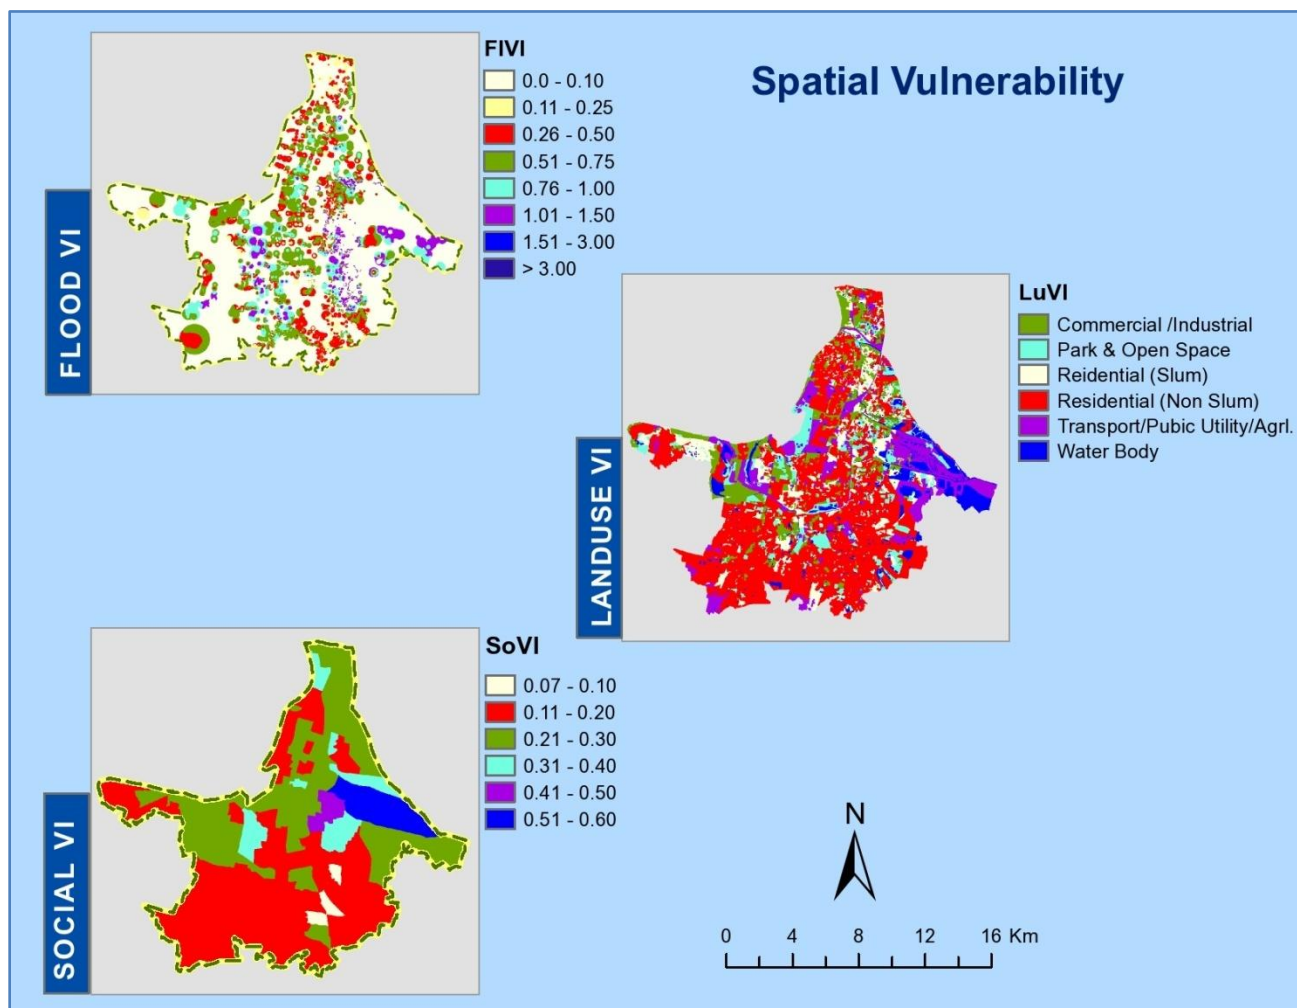 Spatial Vulnerability
FLOOD VI
FIVI
0.0 - 0.10
0.11 - 0.25
0.26 - 0.50
0.51 - 0.75
0.76 - 1.00
1.01 - 1.50
1.51 - 3.00
> 3.00
LANDUSE VI
LuVI
Commercial /Industrial
Park & Open Space
Reidential (Slum)
Residential (Non Slum)
Transport/Pubic Utility/Agrl.
Water Body
SOCIAL VI
SoVI
0.07 - 0.10
0.11 - 0.20
0.21 - 0.30
0.31 - 0.40
0.41 - 0.50
0.51 - 0.60
N
0 4 8 12 16 Km